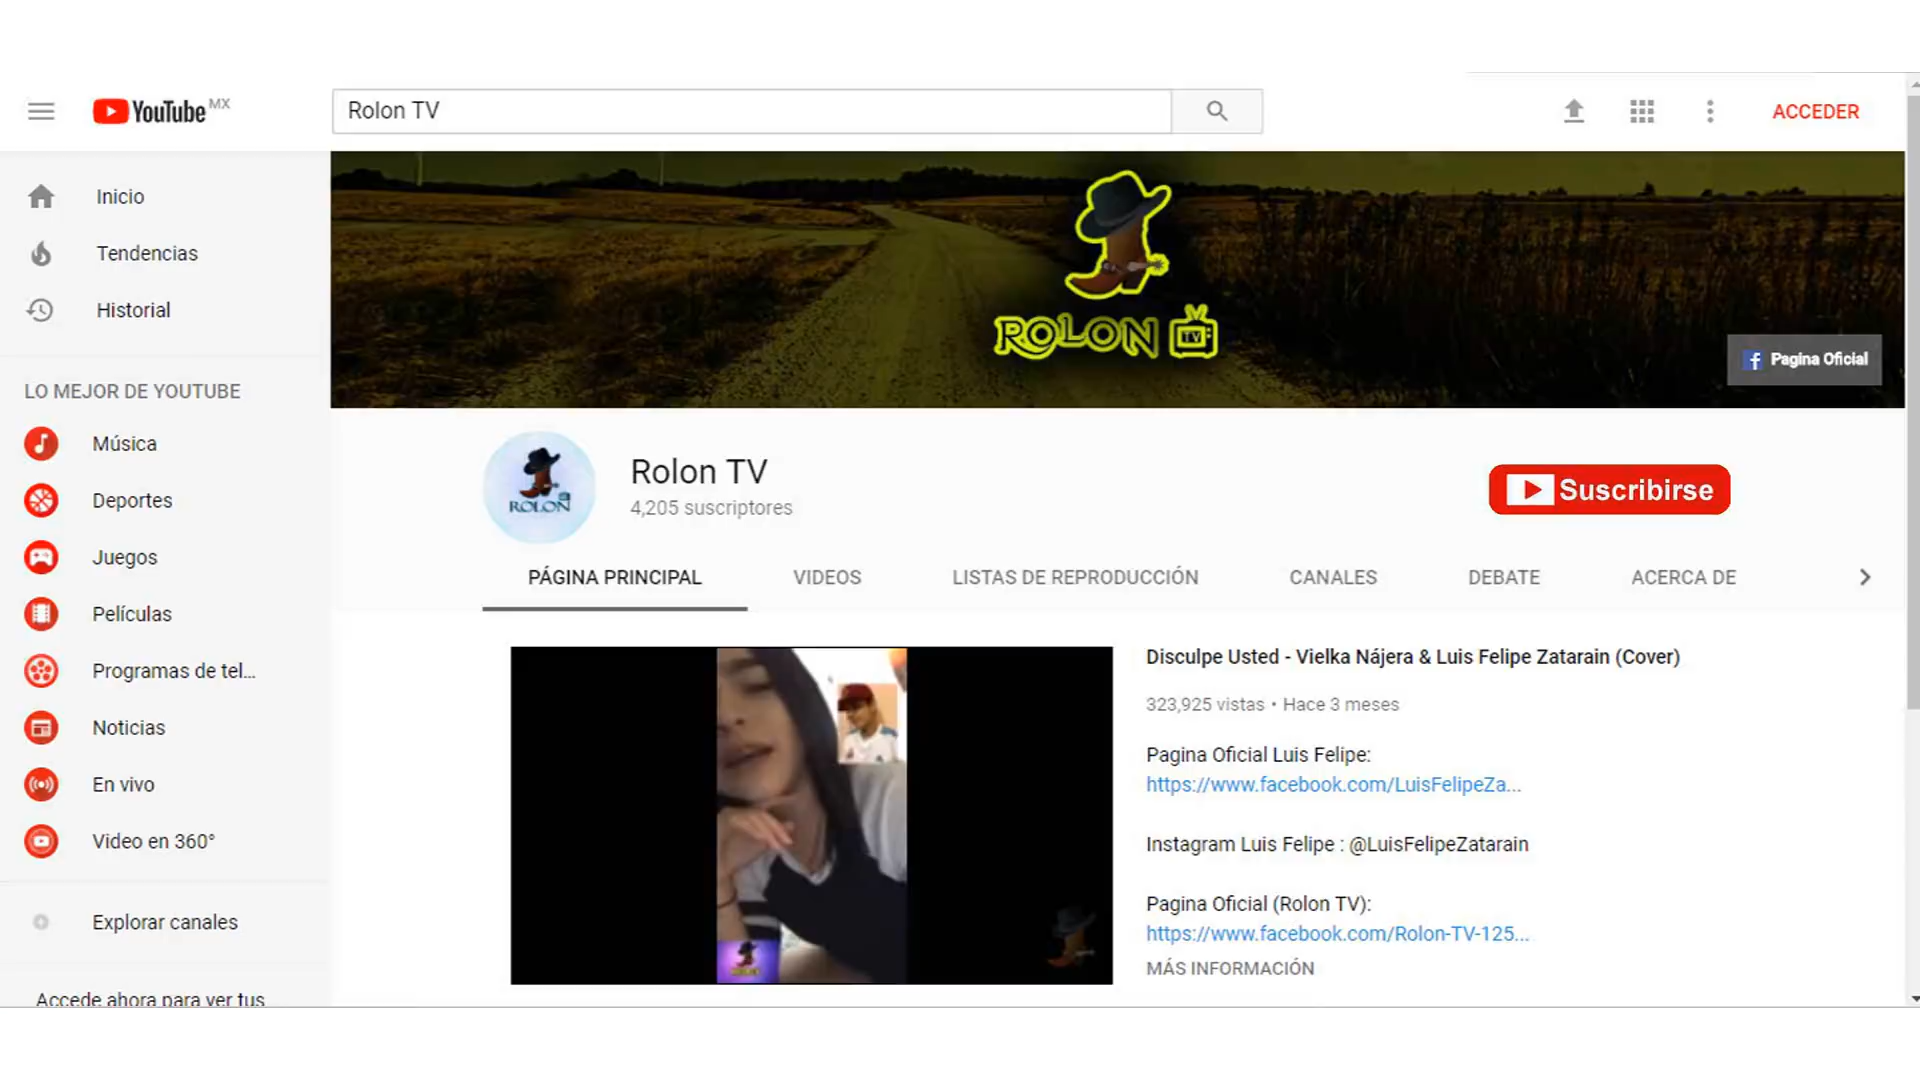 YouTube MX
Rolon TV
ACCEDER
Inicio
Tendencias
Historial
LO MEJOR DE YOUTUBE
Música
Deportes
Juegos
Películas
Programas de tel...
Noticias
En vivo
Video en 360°
Explorar canales
Accede ahora para ver tus
ROLON TV
Pagina Oficial
ROLON
Rolon TV
4,205 suscriptores
Suscribirse
PÁGINA PRINCIPAL
VIDEOS
LISTAS DE REPRODUCCIÓN
CANALES
DEBATE
ACERCA DE
Disculpe Usted - Vielka Nájera & Luis Felipe Zatarain (Cover)
323,925 vistas • Hace 3 meses
Pagina Oficial Luis Felipe:
https://www.facebook.com/LuisFelipeZa...
Instagram Luis Felipe : @LuisFelipeZatarain
Pagina Oficial (Rolon TV):
https://www.facebook.com/Rolon-TV-125...
MÁS INFORMACIÓN